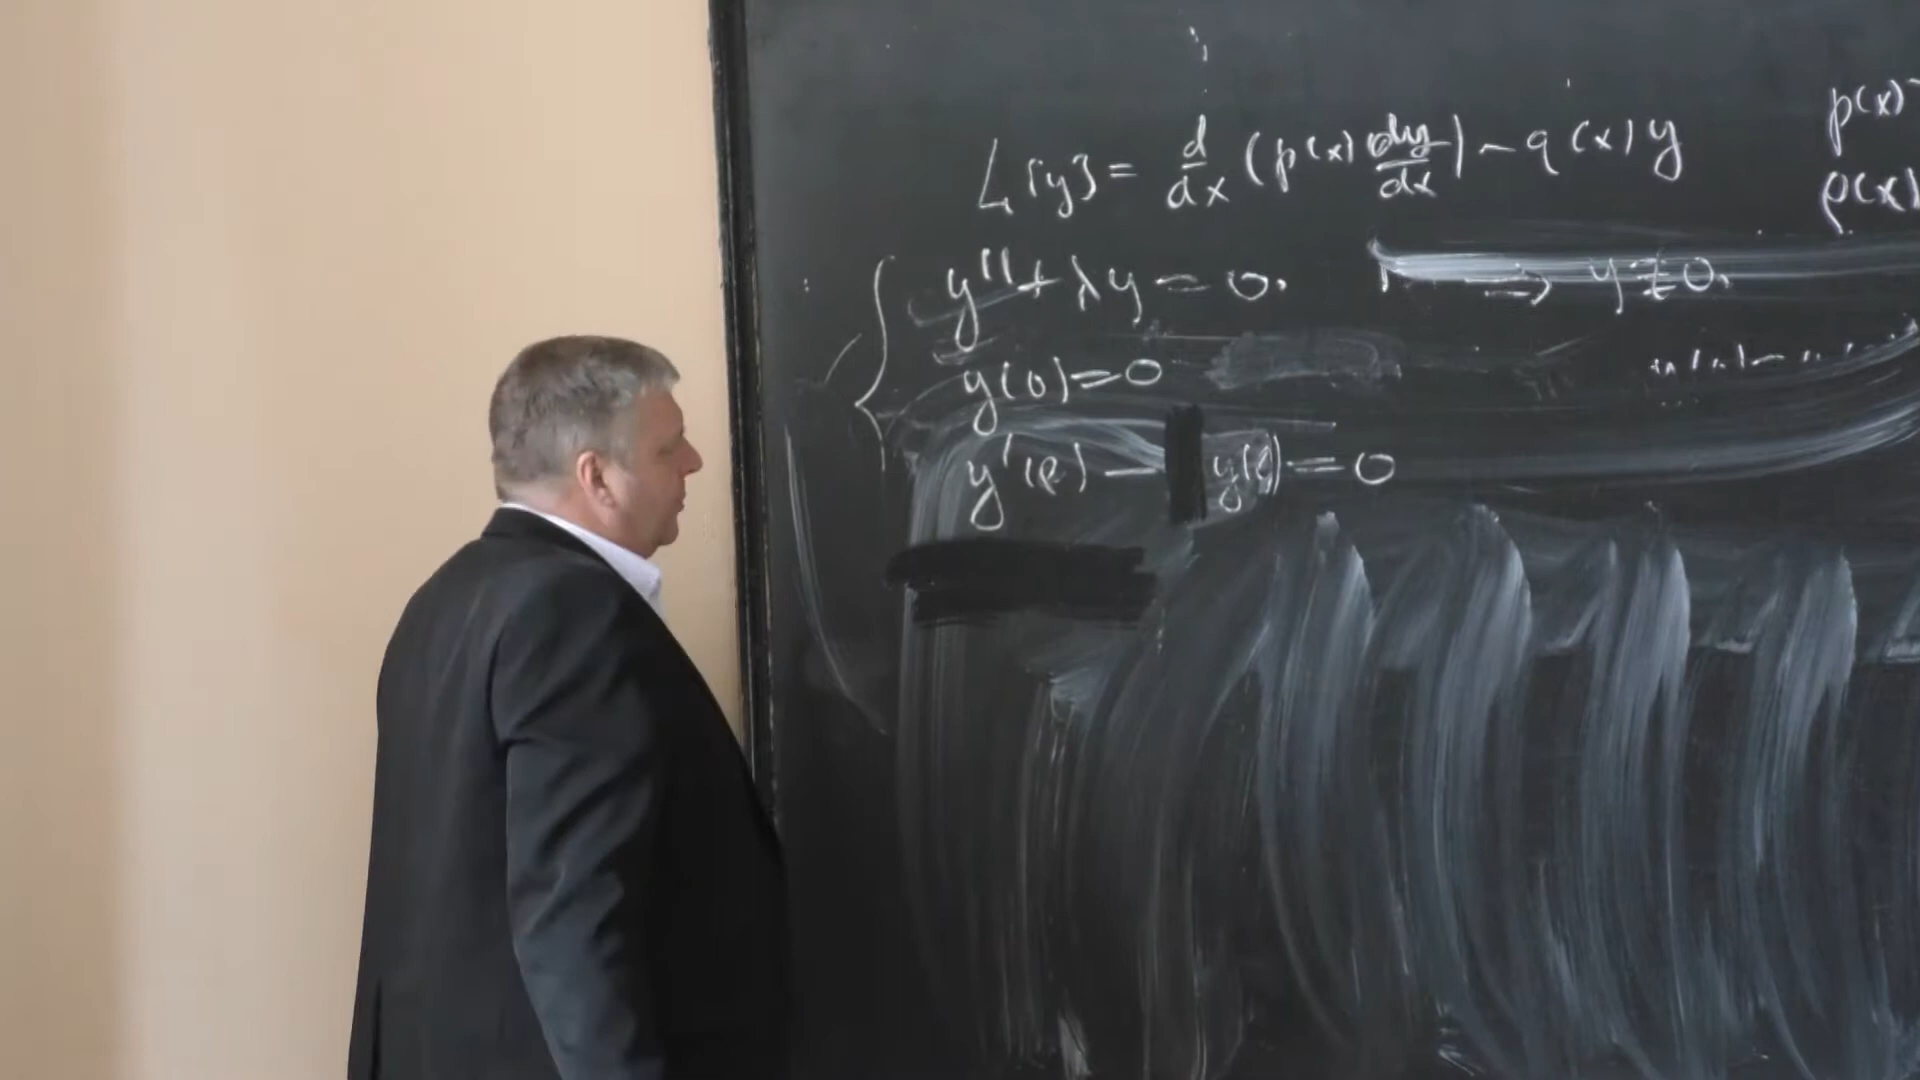 L[y] = d/dx (p(x) dy/dx) - q(x) y
p(x)
ρ(x)
y'' + λy = 0.
⇒ y ≢ 0.
y(0) = 0
y'(ℓ) - y(ℓ) = 0